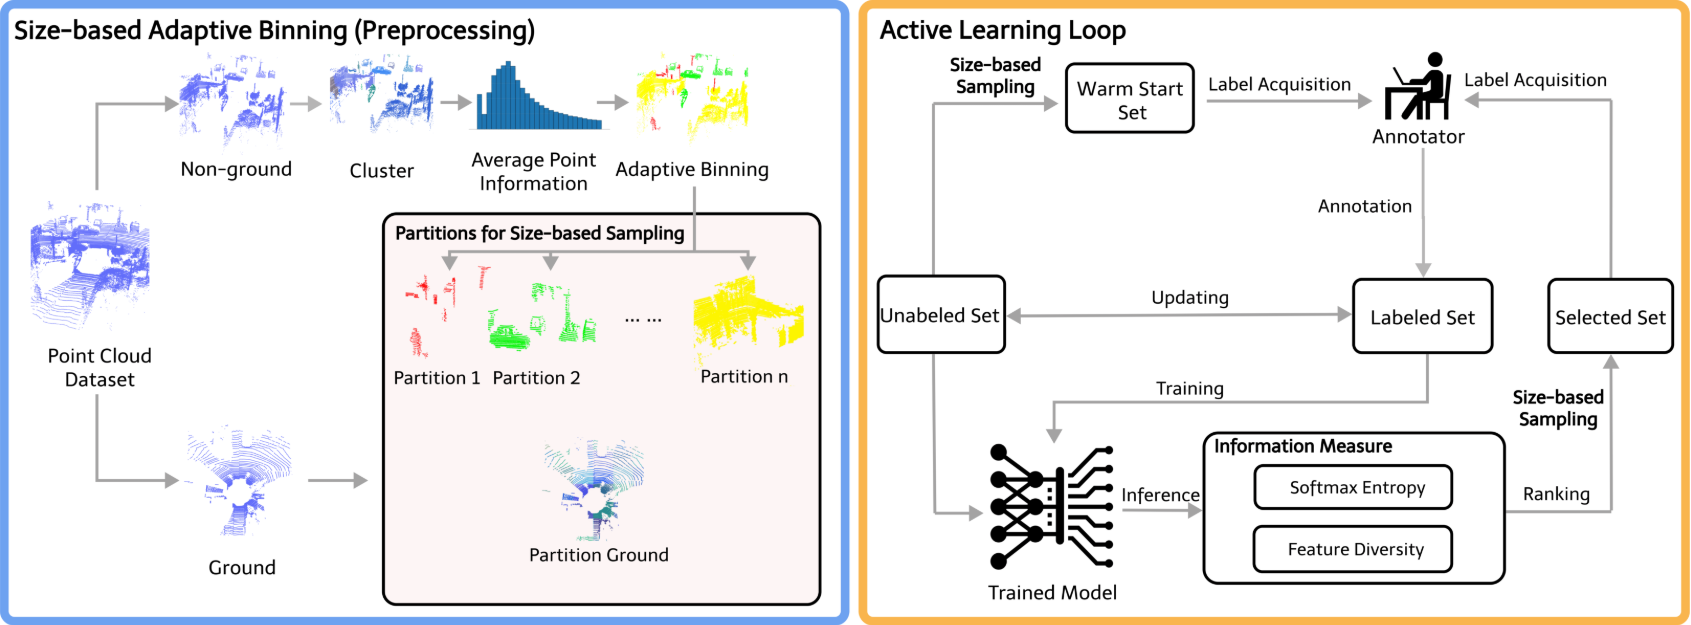 Size-based Adaptive Binning (Preprocessing)
Non-ground
Cluster
Average Point
Information
Adaptive Binning
Point Cloud
Dataset
Partitions for Size-based Sampling
Partition 1
Partition 2
... ...
Partition n
Ground
Partition Ground
Active Learning Loop
Size-based
Sampling
Warm Start
Set
Label Acquisition
Annotator
Label Acquisition
Annotation
Unabeled Set
Updating
Labeled Set
Selected Set
Training
Size-based
Sampling
Trained Model
Inference
Information Measure
Softmax Entropy
Feature Diversity
Ranking